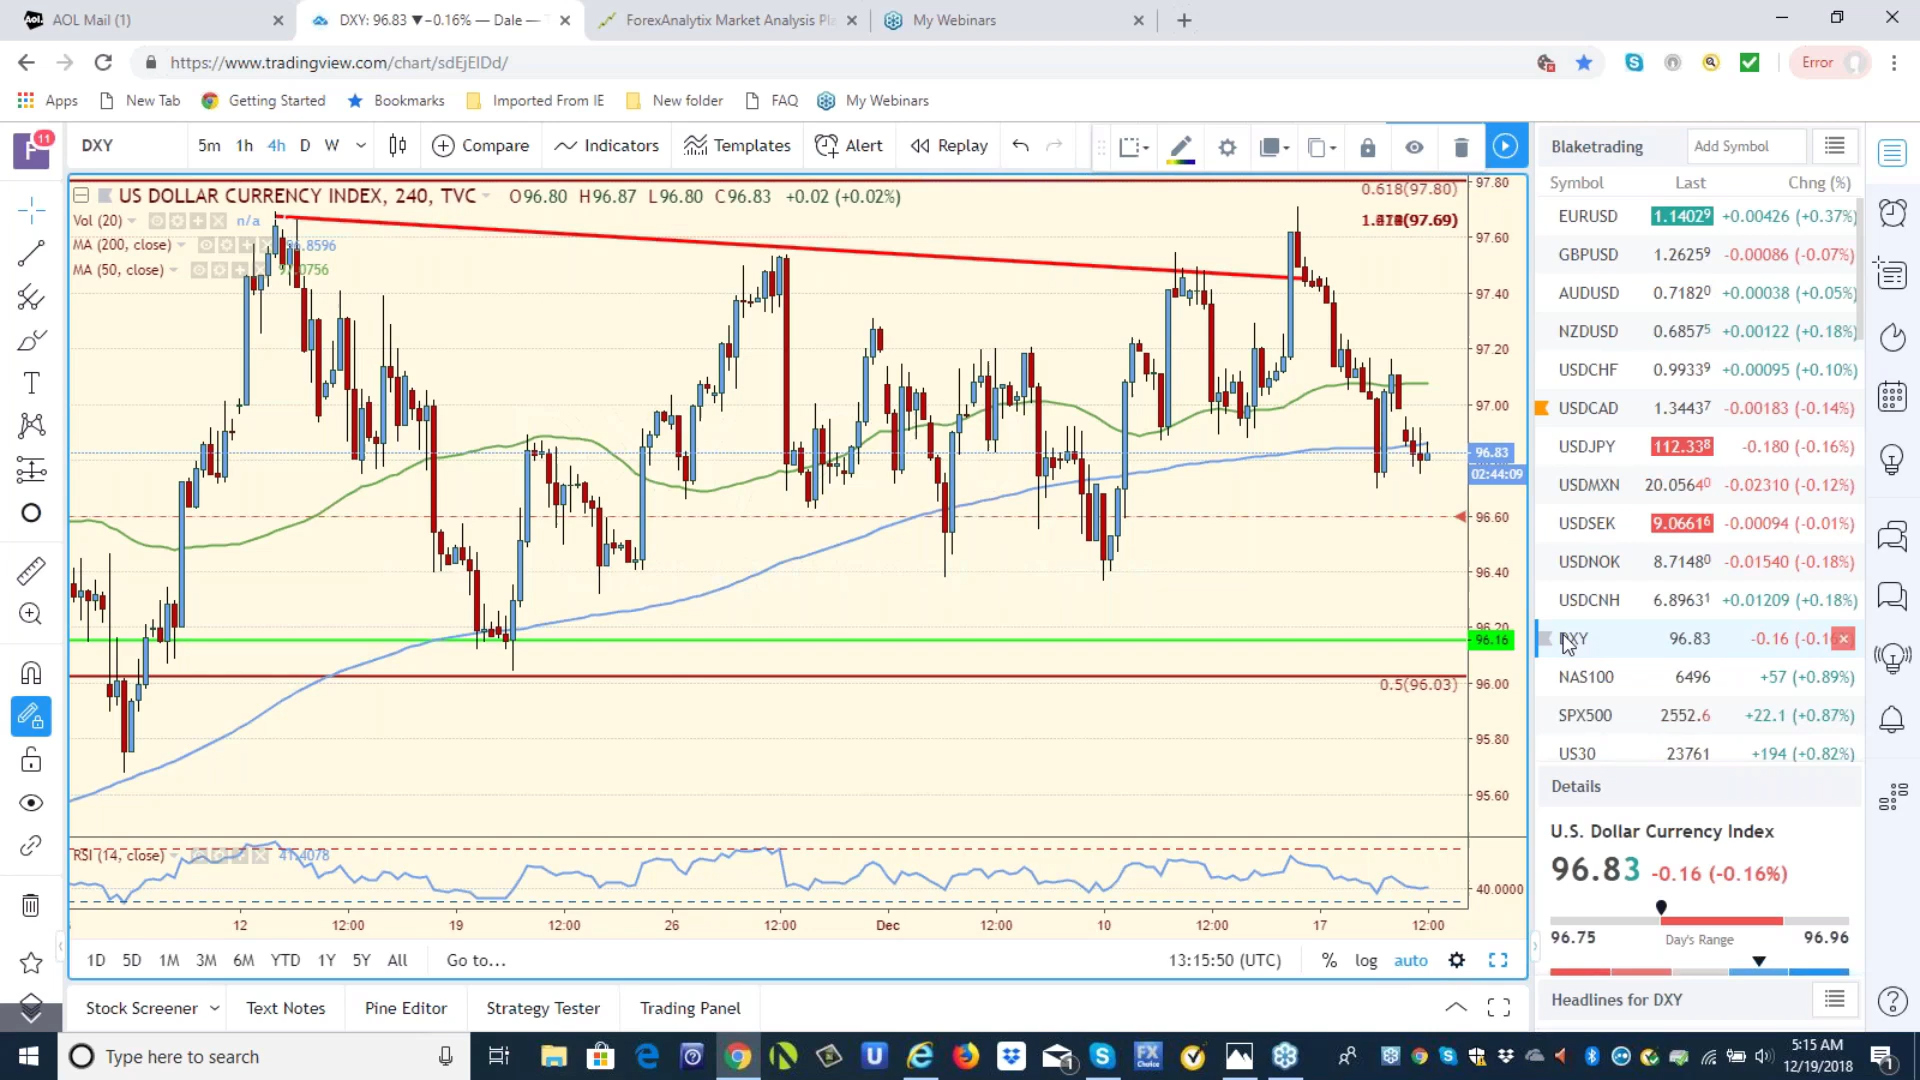 AOL Mail (1)
DXY: 96.83 ▼−0.16% — Dale —
ForexAnalytix Market Analysis Pl
My Webinars
https://www.tradingview.com/chart/sdEjEIDd/
Error
Apps
New Tab
Getting Started
Bookmarks
Imported From IE
New folder
FAQ
My Webinars
11
DXY
5m 1h 4h D W
Compare
Indicators
Templates
Alert
Replay
US DOLLAR CURRENCY INDEX, 240, TVC
O96.80 H96.87 L96.80 C96.83 +0.02 (+0.02%)
Vol (20) n/a
MA (200, close)
MA (50, close)
0.618(97.80)
97.80
97.60
97.40
97.20
97.00
96.83
02:44:09
96.60
96.40
96.20
96.16
96.00
0.5(96.03)
95.80
95.60
RSI (14, close) 41.4078
40.0000
12 12:00 19 12:00 26 12:00 Dec 12:00 10 12:00 17 12:00
1D 5D 1M 3M 6M YTD 1Y 5Y All Go to...
13:15:50 (UTC) % log auto
Stock Screener
Text Notes
Pine Editor
Strategy Tester
Trading Panel
Blaketrading
Add Symbol
Symbol Last Chng (%)
EURUSD 1.14029 +0.00426 (+0.37%)
GBPUSD 1.26259 -0.00086 (-0.07%)
AUDUSD 0.71820 +0.00038 (+0.05%)
NZDUSD 0.68575 +0.00122 (+0.18%)
USDCHF 0.99339 +0.00095 (+0.10%)
USDCAD 1.34437 -0.00183 (-0.14%)
USDJPY 112.338 -0.180 (-0.16%)
USDMXN 20.05640 -0.02310 (-0.12%)
USDSEK 9.06616 -0.00094 (-0.01%)
USDNOK 8.71480 -0.01540 (-0.18%)
USDCNH 6.89631 +0.01209 (+0.18%)
DXY 96.83 -0.16
NAS100 6496 +57 (+0.89%)
SPX500 2552.6 +22.1 (+0.87%)
US30 23761 +194 (+0.82%)
Details
U.S. Dollar Currency Index
96.83 -0.16 (-0.16%)
96.75 Day's Range 96.96
Headlines for DXY
Type here to search
FX Choice
5:15 AM
12/19/2018